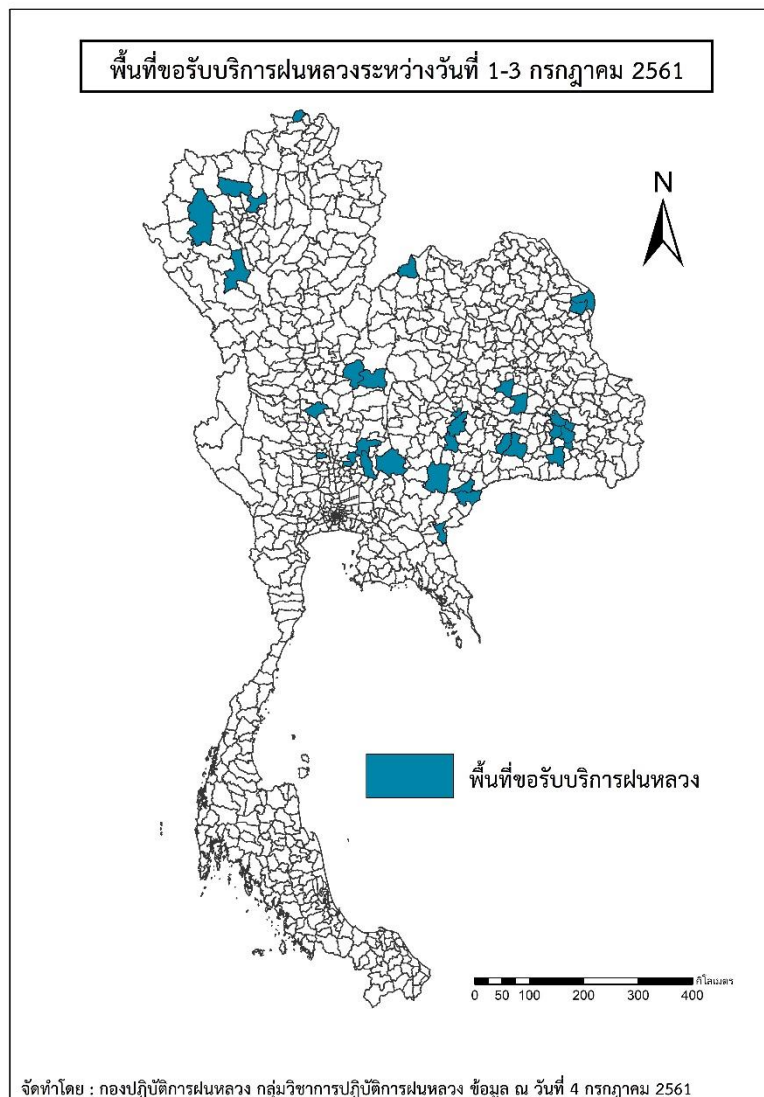 พื้นที่ขอรับบริการฝนหลวงระหว่างวันที่ 1-3 กรกฎาคม 2561
N
พื้นที่ขอรับบริการฝนหลวง
กิโลเมตร
0 25 50 100 200 300 400
จัดทำโดย : กองปฏิบัติการฝนหลวง กลุ่มวิชาการปฏิบัติการฝนหลวง ข้อมูล ณ วันที่ 4 กรกฎาคม 2561